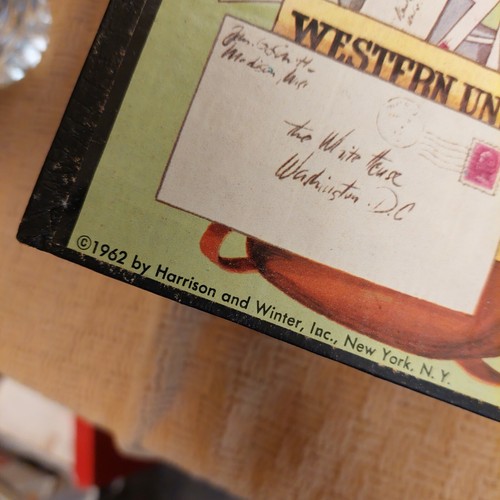 WESTERN UN
the White House
Washington. D.C
©1962 by Harrison and Winter, Inc., New York. N. Y.